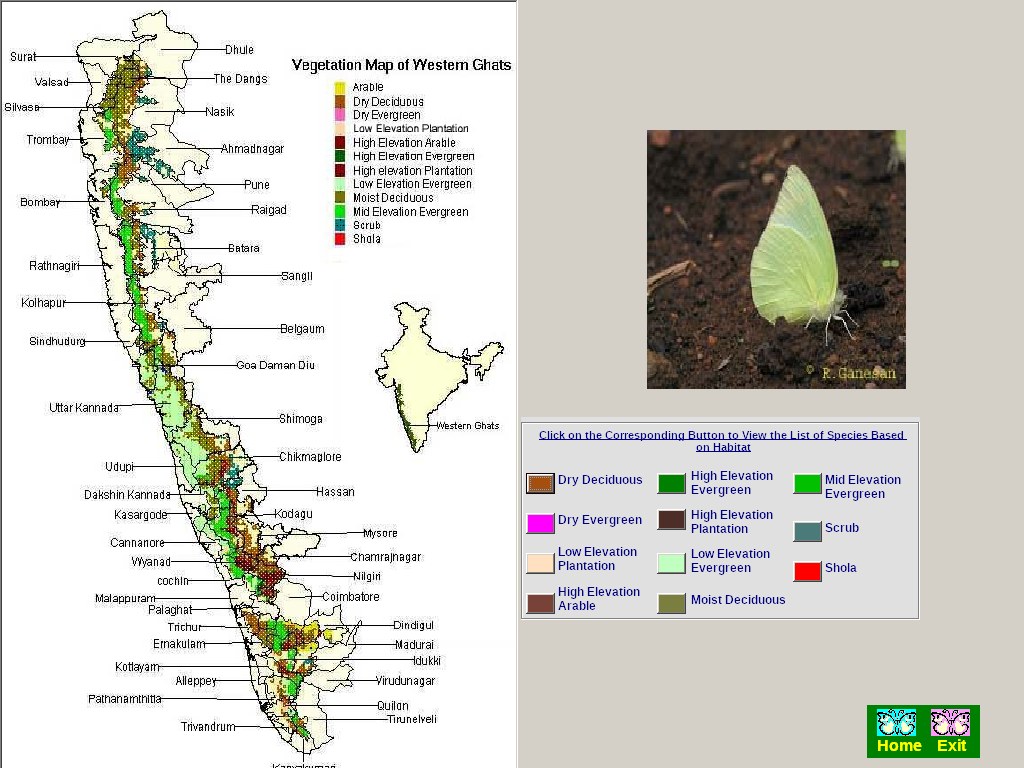 Vegetation Map of Western Ghats
Arable
Dry Deciduous
Dry Evergreen
Low Elevation Plantation
High Elevation Arable
High Elevation Evergreen
High elevation Plantation
Low Elevation Evergreen
Moist Deciduous
Mid Elevation Evergreen
Scrub
Shola
Surat
Dhule
Valsad
The Dangs
Silvasa
Nasik
Trombay
Ahmadnagar
Pune
Bombay
Raigad
Satara
Rathnagiri
Sangli
Kolhapur
Belgaum
Sindhudurg
Goa Daman Diu
Uttar Kannada
Shimoga
Chikmaglore
Udupi
Hassan
Dakshin Kannada
Kasargode
Kodagu
Mysore
Cannanore
Chamrajnagar
Wyanad
Nilgiri
cochin
Coimbatore
Malappuram
Palaghat
Trichur
Dindigul
Ernakulam
Madurai
Idukki
Kottayam
Alleppey
Virudunagar
Pathanamthitta
Quilon
Tirunelveli
Trivandrum
Kanyakumari
Western Ghats
© R.Ganesan
Click on the Corresponding Button to View the List of Species Based
on Habitat
Dry Deciduous
High Elevation
Evergreen
Mid Elevation
Evergreen
Dry Evergreen
High Elevation
Plantation
Scrub
Low Elevation
Plantation
Low Elevation
Evergreen
Shola
High Elevation
Arable
Moist Deciduous
Home Exit